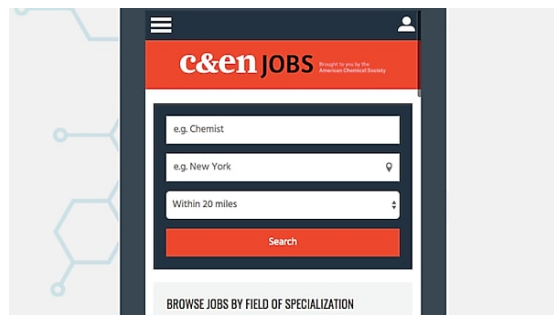 c&en JOBS Brought to you by the
American Chemical Society
e.g. Chemist
e.g. New York
Within 20 miles
Search
BROWSE JOBS BY FIELD OF SPECIALIZATION